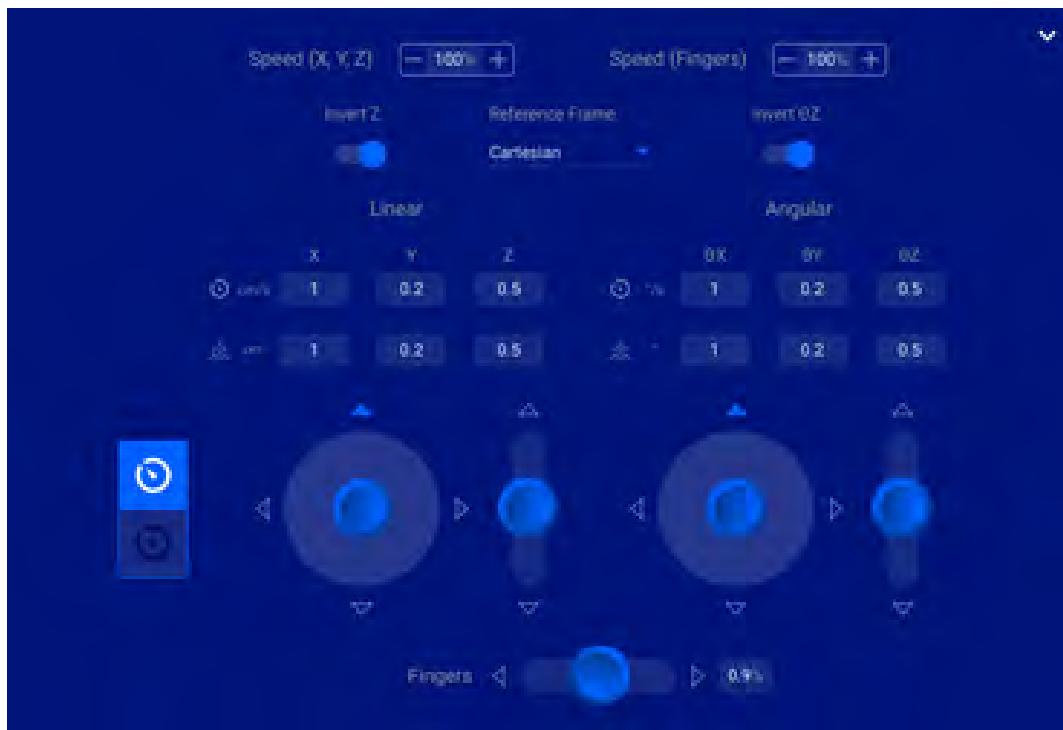 Speed (X, Y, Z) − 100% + Speed (Fingers) − 100% +
Invert Z Reference Frame Invert ΘZ
Cartesian
Linear Angular
X Y Z ΘX ΘY ΘZ
cm/s 1 0.2 0.5 °/s 1 0.2 0.5
cm 1 0.2 0.5 ° 1 0.2 0.5
Fingers 0.9%